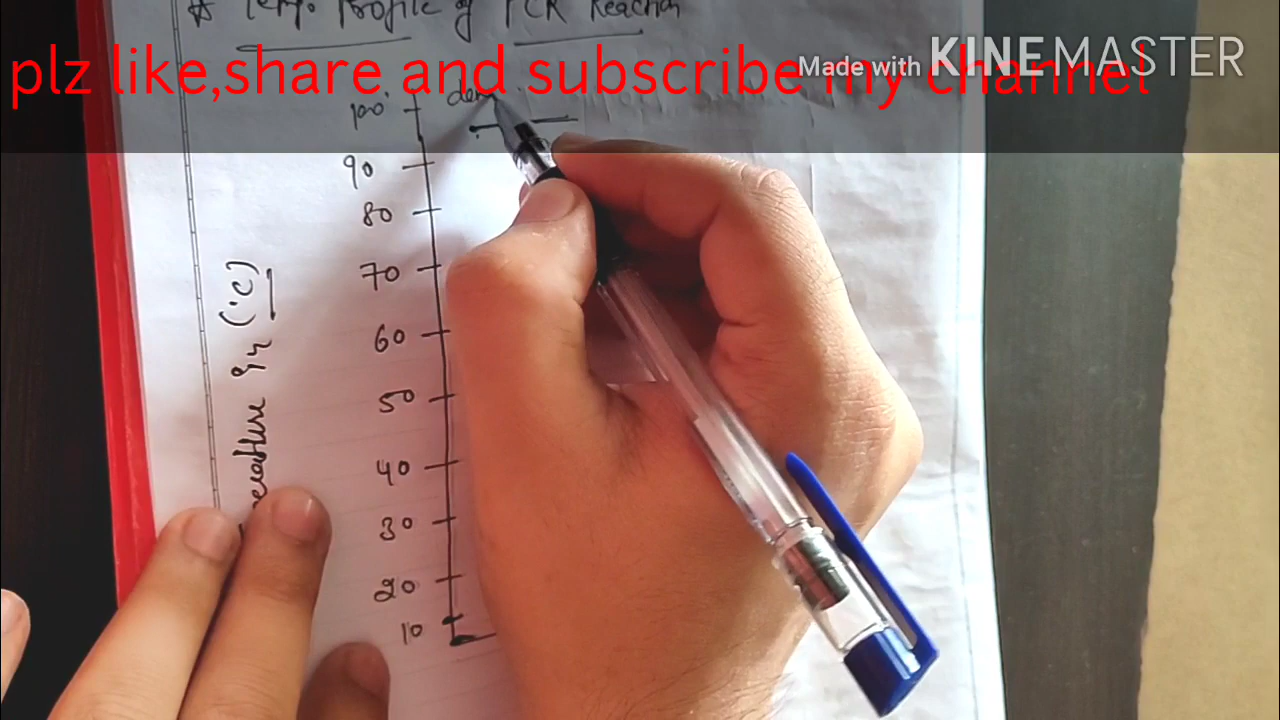 * Temp. Profile of PCR Reaction
plz like,share and subscribe my channel
Made with KINEMASTER
100
90
80
70
60
50
40
30
20
10
in (°C)